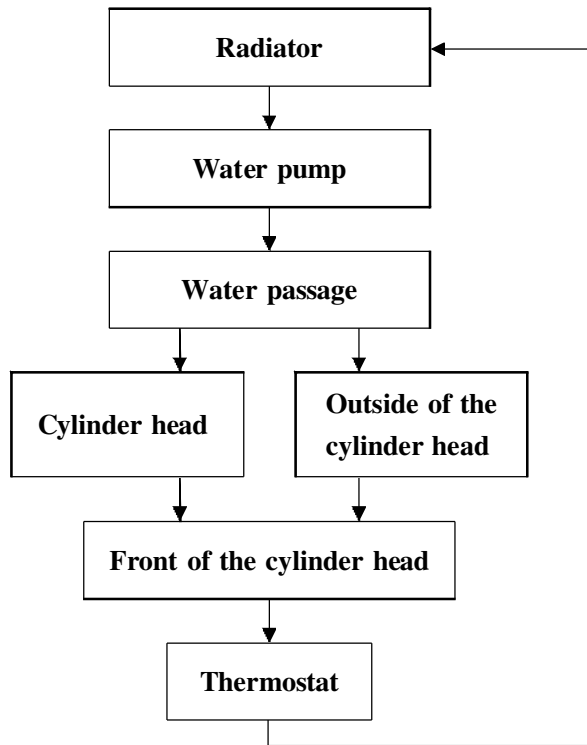 Radiator
Water pump
Water passage
Cylinder head
Outside of the
cylinder head
Front of the cylinder head
Thermostat